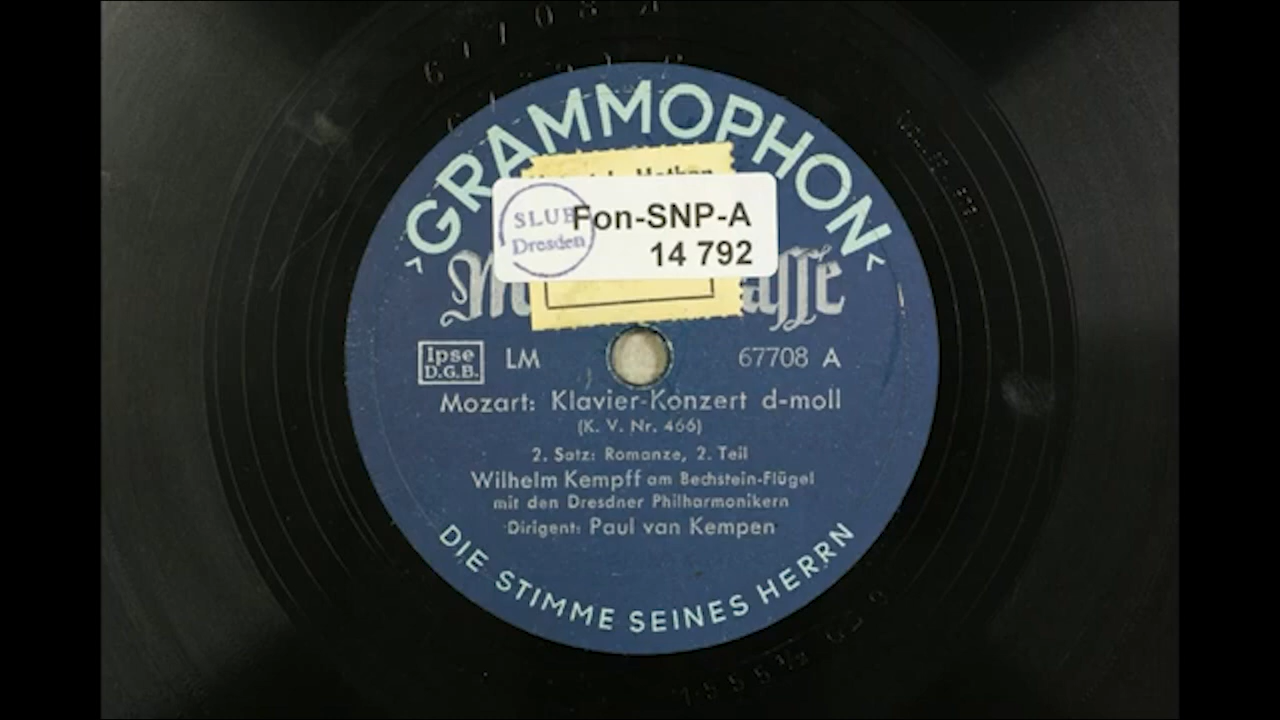 67708 A
›GRAMMOPHON‹
SLUB
Dresden
Fon-SNP-A
14 792
Ipse
D.G.B.
LM
67708 A
Mozart: Klavier-Konzert d-moll
(K. V. Nr. 466)
2. Satz: Romanze, 2. Teil
Wilhelm Kempff am Bechstein-Flügel
mit den Dresdner Philharmonikern
Dirigent: Paul van Kempen
DIE STIMME SEINES HERRN